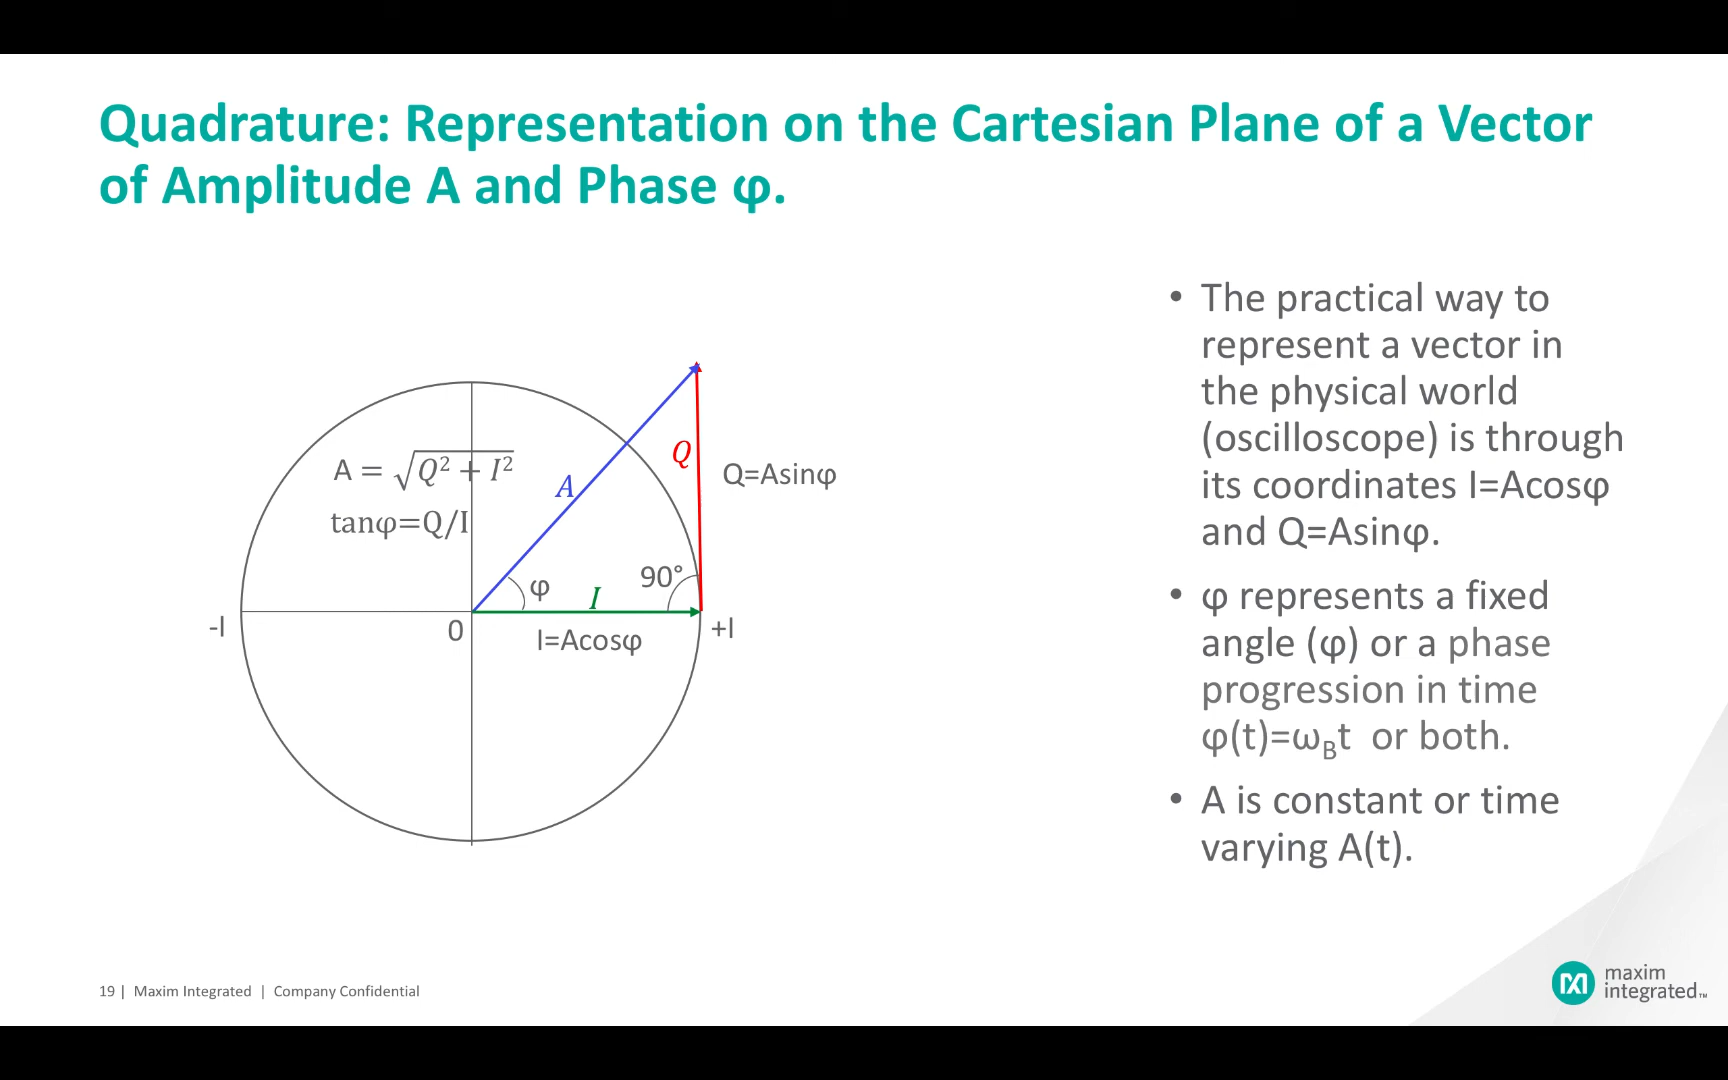 Quadrature: Representation on the Cartesian Plane of a Vector
of Amplitude A and Phase φ.
A = √Q² + I²
tanφ=Q/I
A
Q
Q=Asinφ
φ
I
90°
-I
0
I=Acosφ
+I
• The practical way to
represent a vector in
the physical world
(oscilloscope) is through
its coordinates I=Acosφ
and Q=Asinφ.
• φ represents a fixed
angle (φ) or a phase
progression in time
φ(t)=ω_Bt or both.
• A is constant or time
varying A(t).
19 | Maxim Integrated | Company Confidential
maxim
integrated™